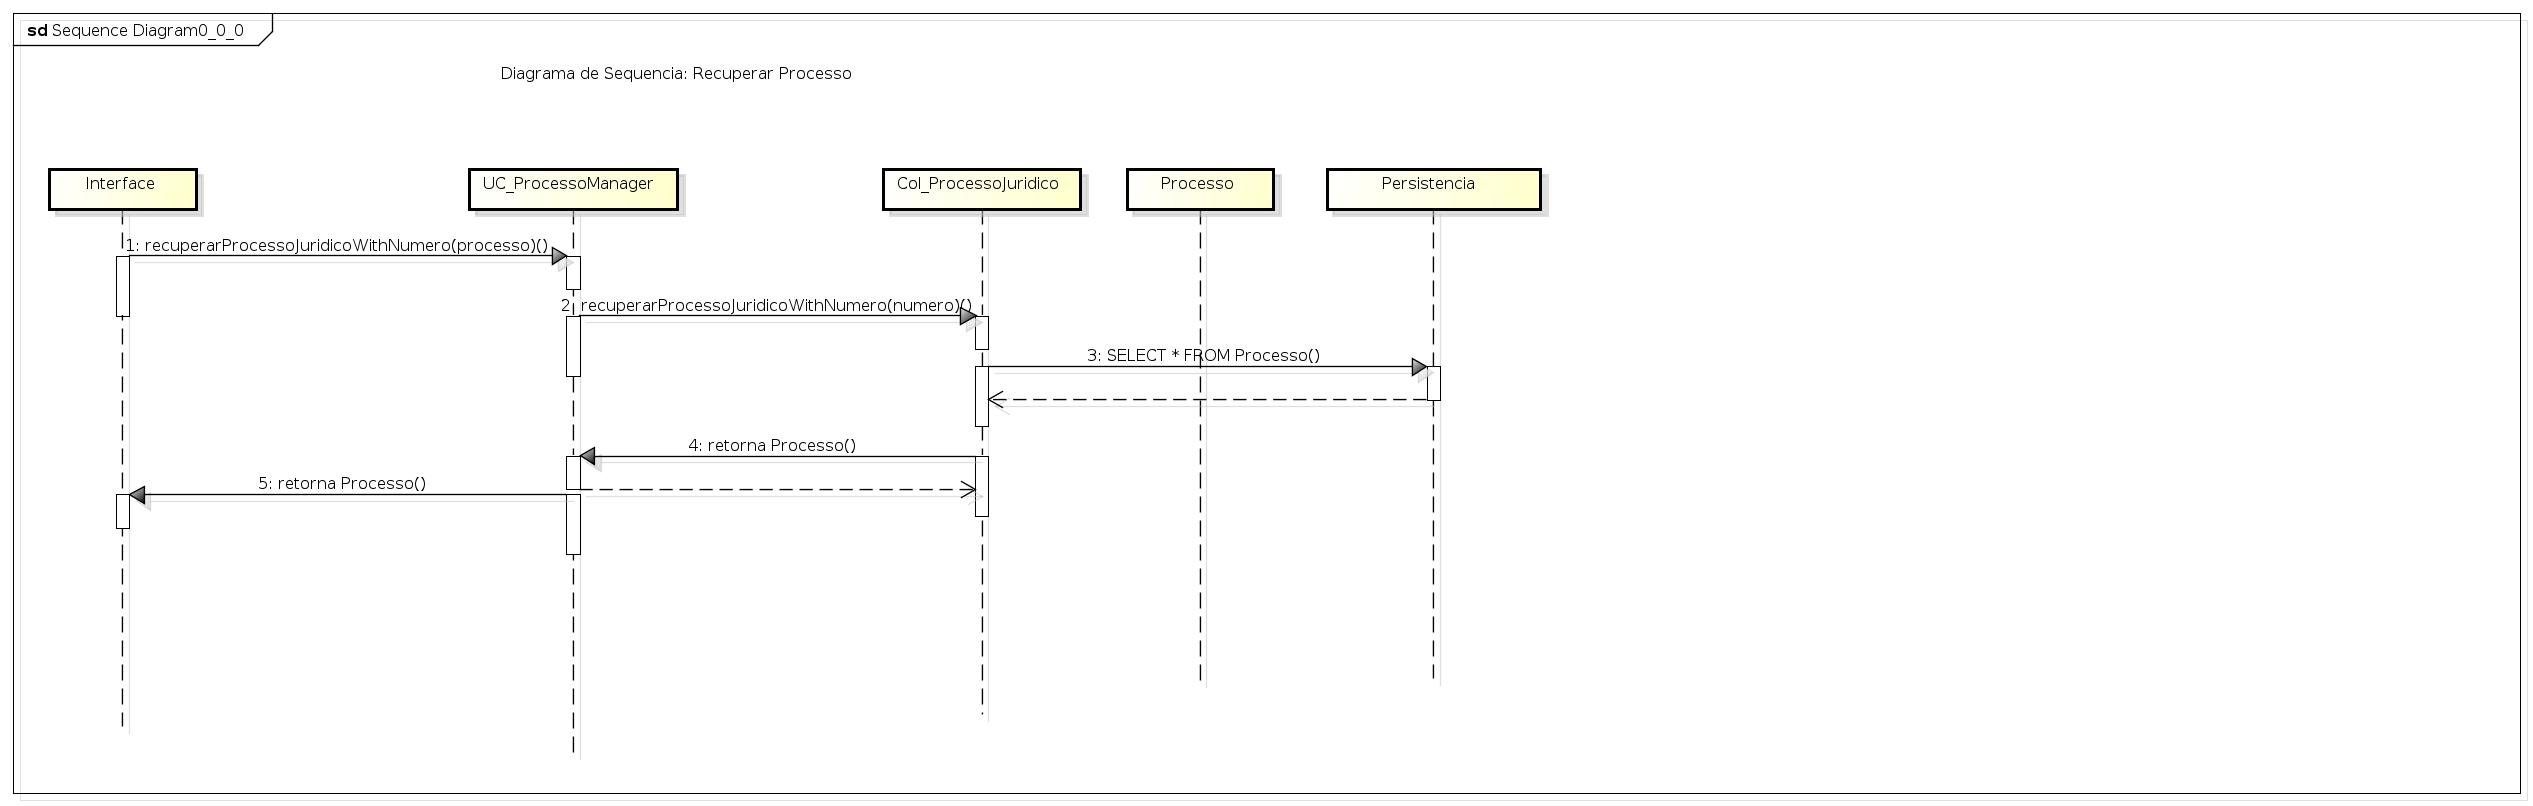 sd Sequence Diagram0_0_0
Diagrama de Sequencia: Recuperar Processo
Interface
UC_ProcessoManager
Col_ProcessoJuridico
Processo
Persistencia
1: recuperarProcessoJuridicoWithNumero(processo)()
2: recuperarProcessoJuridicoWithNumero(numero)()
3: SELECT * FROM Processo()
4: retorna Processo()
5: retorna Processo()